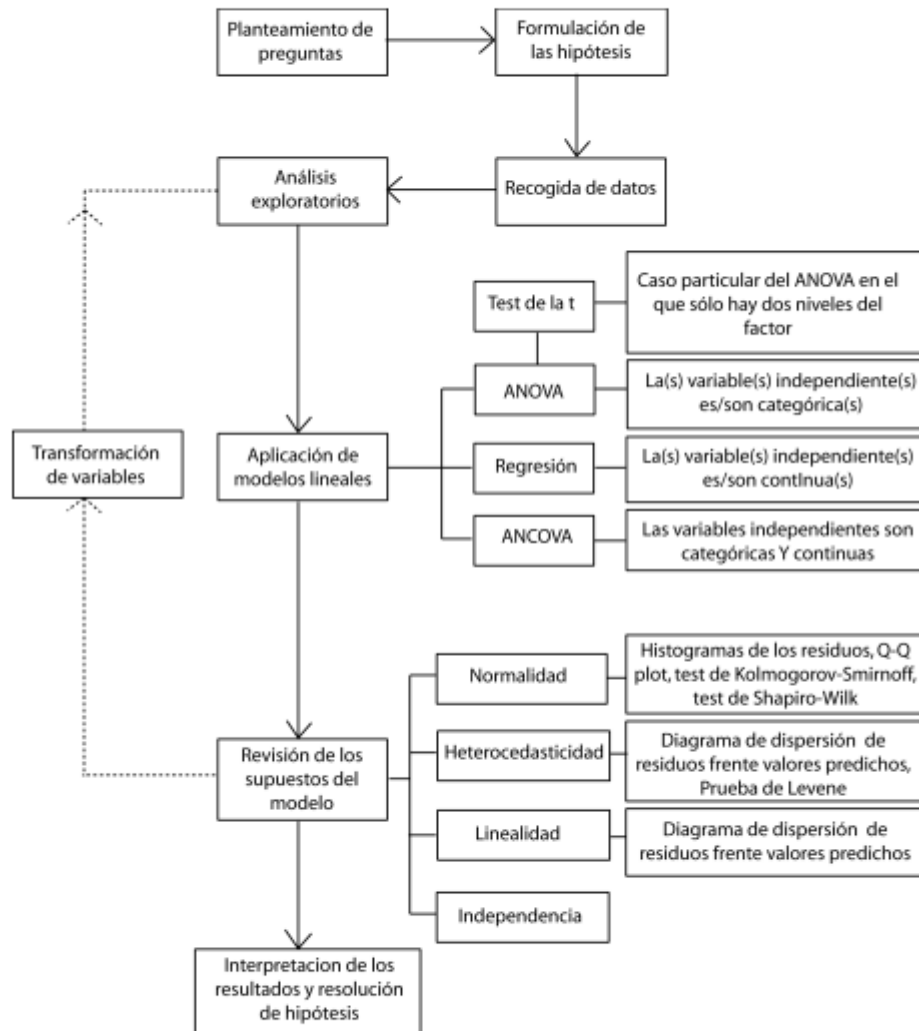 Planteamiento de
preguntas
Formulación de
las hipótesis
Análisis
exploratorios
Recogida de datos
Test de la t
Caso particular del ANOVA en el
que sólo hay dos niveles del
factor
ANOVA
La(s) variable(s) independiente(s)
es/son categórica(s)
Transformación
de variables
Aplicación de
modelos lineales
Regresión
La(s) variable(s) independiente(s)
es/son contInua(s)
ANCOVA
Las variables independientes son
categóricas Y continuas
Normalidad
Histogramas de los residuos, Q-Q
plot, test de Kolmogorov-Smirnoff,
test de Shapiro-Wilk
Revisión de los
supuestos del
modelo
Heterocedasticidad
Diagrama de dispersión de
residuos frente valores predichos,
Prueba de Levene
Linealidad
Diagrama de dispersión de
residuos frente valores predichos
Independencia
Interpretacion de los
resultados y resolución
de hipótesis